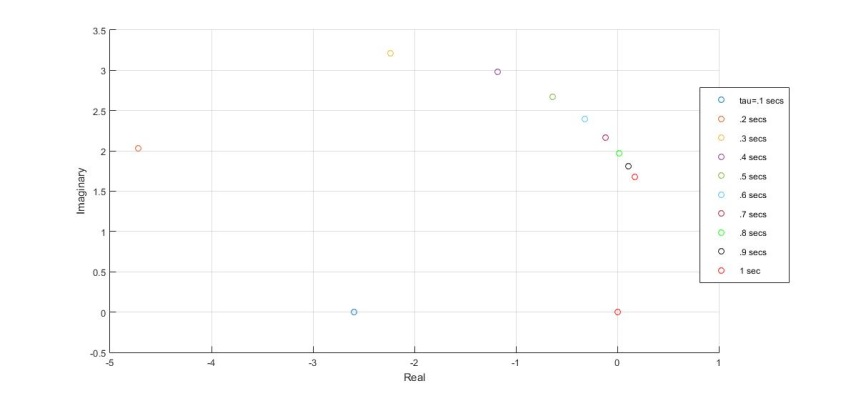 3.5
3
2.5
2
1.5
1
0.5
0
-0.5
Imaginary
-5 -4 -3 -2 -1 0 1
Real
tau=.1 secs
.2 secs
.3 secs
.4 secs
.5 secs
.6 secs
.7 secs
.8 secs
.9 secs
1 sec